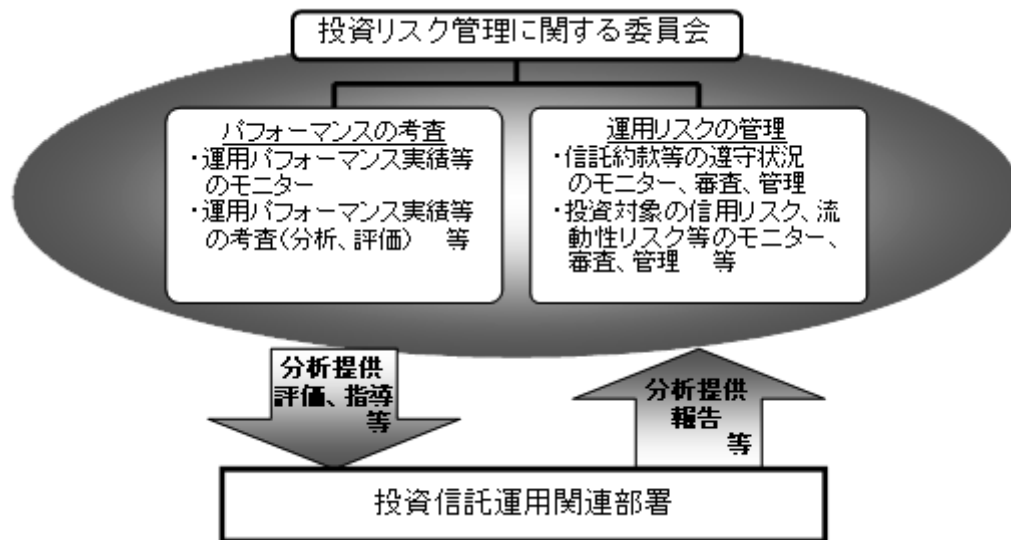 投資リスク管理に関する委員会
パフォーマンスの考査
・運用パフォーマンス実績等
のモニター
・運用パフォーマンス実績等
の考査(分析、評価) 等
運用リスクの管理
・信託約款等の遵守状況
のモニター、審査、管理
・投資対象の信用リスク、流
動性リスク等のモニター、
審査、管理 等
分析提供
評価、指導
等
分析提供
報告
等
投資信託運用関連部署